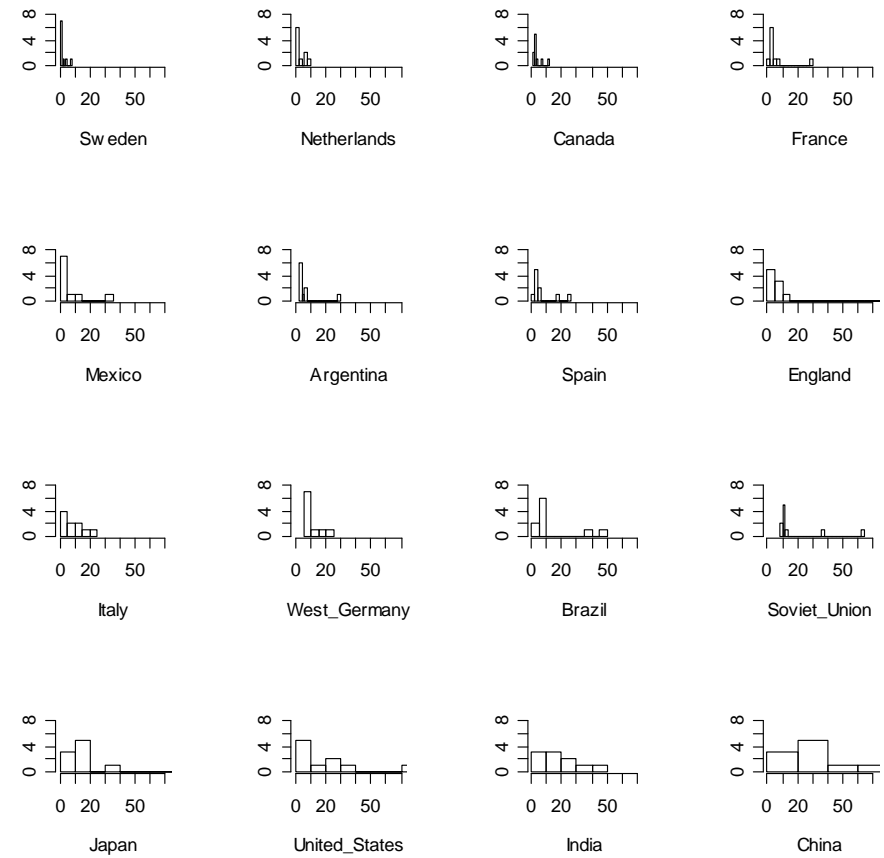 0 4 8 0 4 8 0 4 8 0 4 8
0 20 50 0 20 50 0 20 50 0 20 50
Sweden Netherlands Canada France
0 4 8 0 4 8 0 4 8 0 4 8
0 20 50 0 20 50 0 20 50 0 20 50
Mexico Argentina Spain England
0 4 8 0 4 8 0 4 8 0 4 8
0 20 50 0 20 50 0 20 50 0 20 50
Italy West_Germany Brazil Soviet_Union
0 4 8 0 4 8 0 4 8 0 4 8
0 20 50 0 20 50 0 20 50 0 20 50
Japan United_States India China